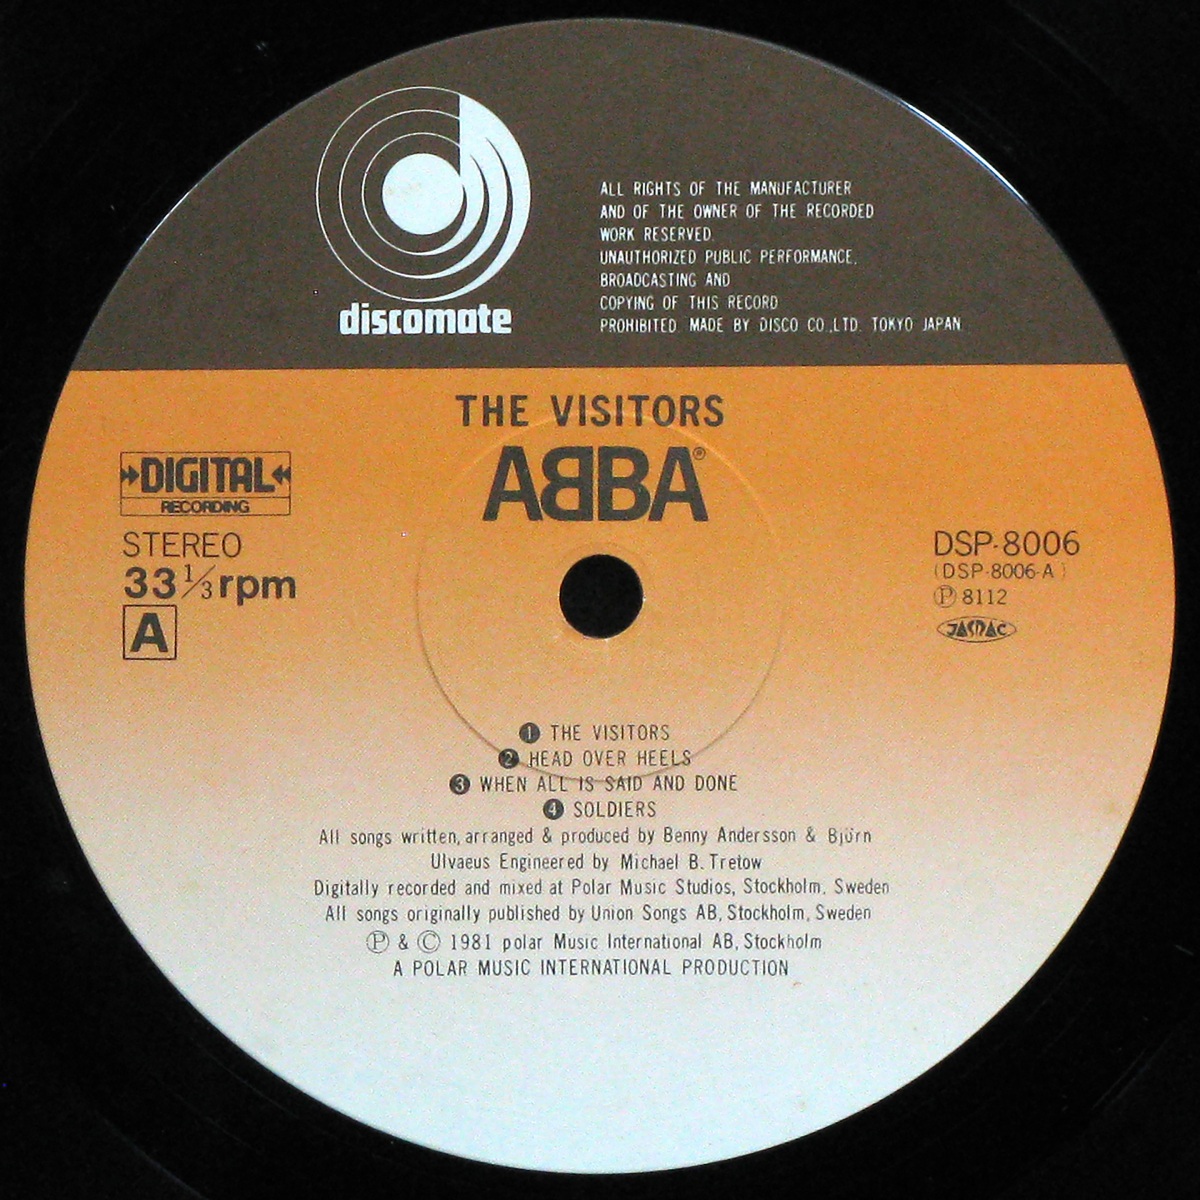 discomate
ALL RIGHTS OF THE MANUFACTURER
AND OF THE OWNER OF THE RECORDED
WORK RESERVED.
UNAUTHORIZED PUBLIC PERFORMANCE,
BROADCASTING AND
COPYING OF THIS RECORD
PROHIBITED. MADE BY DISCO CO.,LTD. TOKYO JAPAN.
THE VISITORS
ABBA®
DIGITAL
RECORDING
STEREO
33 1/3 rpm
A
DSP-8006
(DSP-8006-A)
Ⓟ 8112
JASRAC
❶ THE VISITORS
❷ HEAD OVER HEELS
❸ WHEN ALL IS SAID AND DONE
❹ SOLDIERS
All songs written, arranged & produced by Benny Andersson & Björn
Ulvaeus Engineered by Michael B. Tretow
Digitally recorded and mixed at Polar Music Studios, Stockholm, Sweden
All songs originally published by Union Songs AB, Stockholm, Sweden
Ⓟ & Ⓒ 1981 polar Music International AB, Stockholm
A POLAR MUSIC INTERNATIONAL PRODUCTION